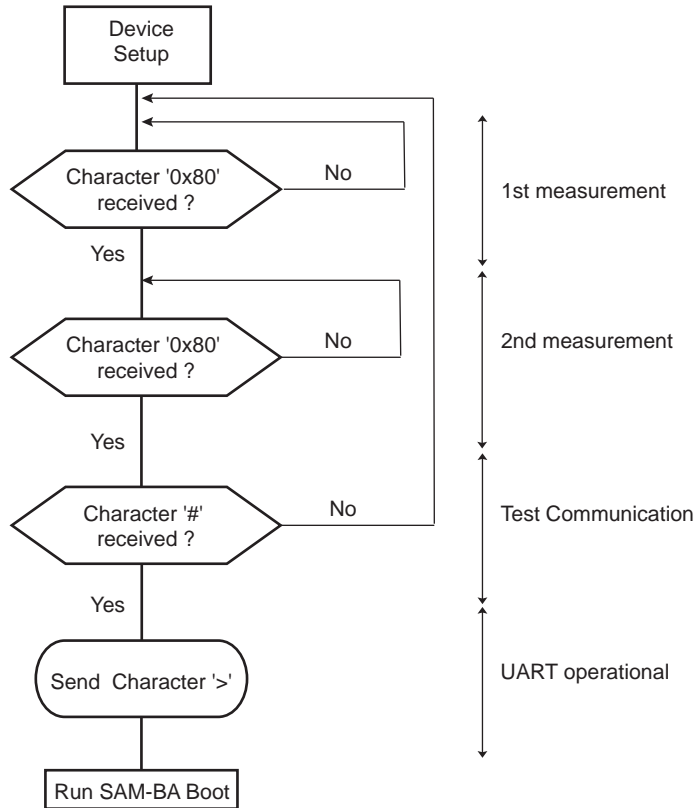 Device
Setup
Character '0x80'
received ?
No
1st measurement
Yes
Character '0x80'
received ?
No
2nd measurement
Yes
Character '#'
received ?
No
Test Communication
Yes
Send Character '>'
UART operational
Run SAM-BA Boot